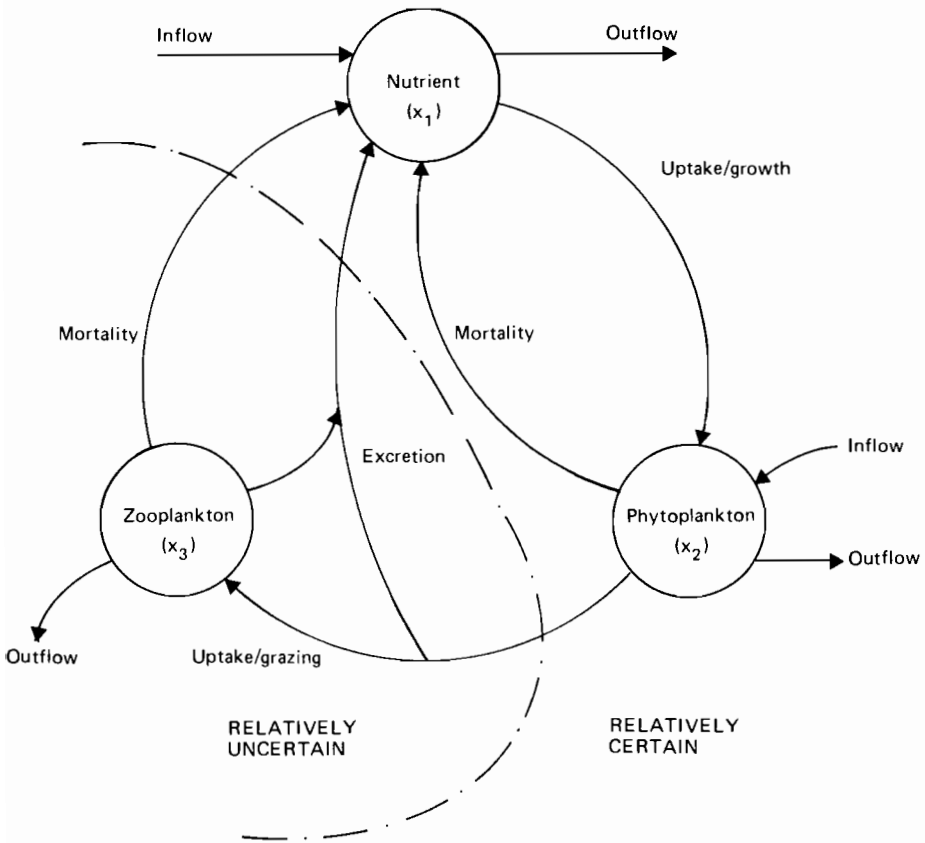 Inflow
Outflow
Nutrient
(x1)
Uptake/growth
Mortality
Mortality
Excretion
Inflow
Zooplankton
(x3)
Phytoplankton
(x2)
Outflow
Outflow
Uptake/grazing
RELATIVELY
UNCERTAIN
RELATIVELY
CERTAIN